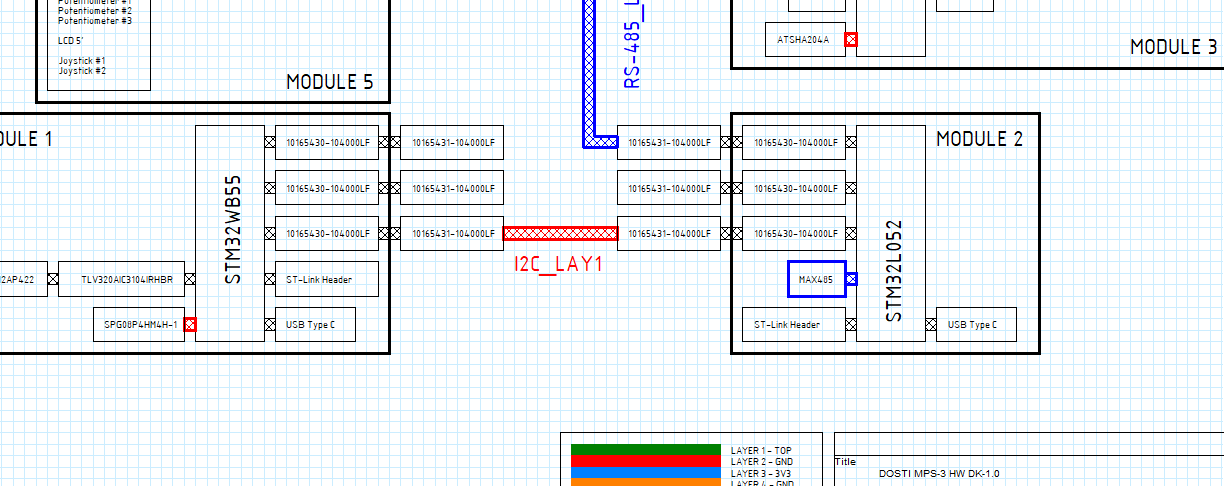 Potentiometer #1
Potentiometer #2
Potentiometer #3
LCD 5'
Joystick #1
Joystick #2
MODULE 5
RS-485_L
ATSHA204A
MODULE 3
DULE 1
STM32WB55
10165430-104000LF
10165431-104000LF
10165430-104000LF
10165431-104000LF
10165430-104000LF
10165431-104000LF
12AP422
TLV320AIC3104IRHBR
ST-Link Header
SPG08P4HM4H-1
USB Type C
I2C_LAY1
10165431-104000LF
10165430-104000LF
MODULE 2
10165431-104000LF
10165430-104000LF
10165431-104000LF
10165430-104000LF
MAX485
STM32L052
ST-Link Header
USB Type C
LAYER 1 - TOP
LAYER 2 - GND
LAYER 3 - 3V3
LAYER 4 - GND
Title
DOSTI MPS-3 HW DK-1.0